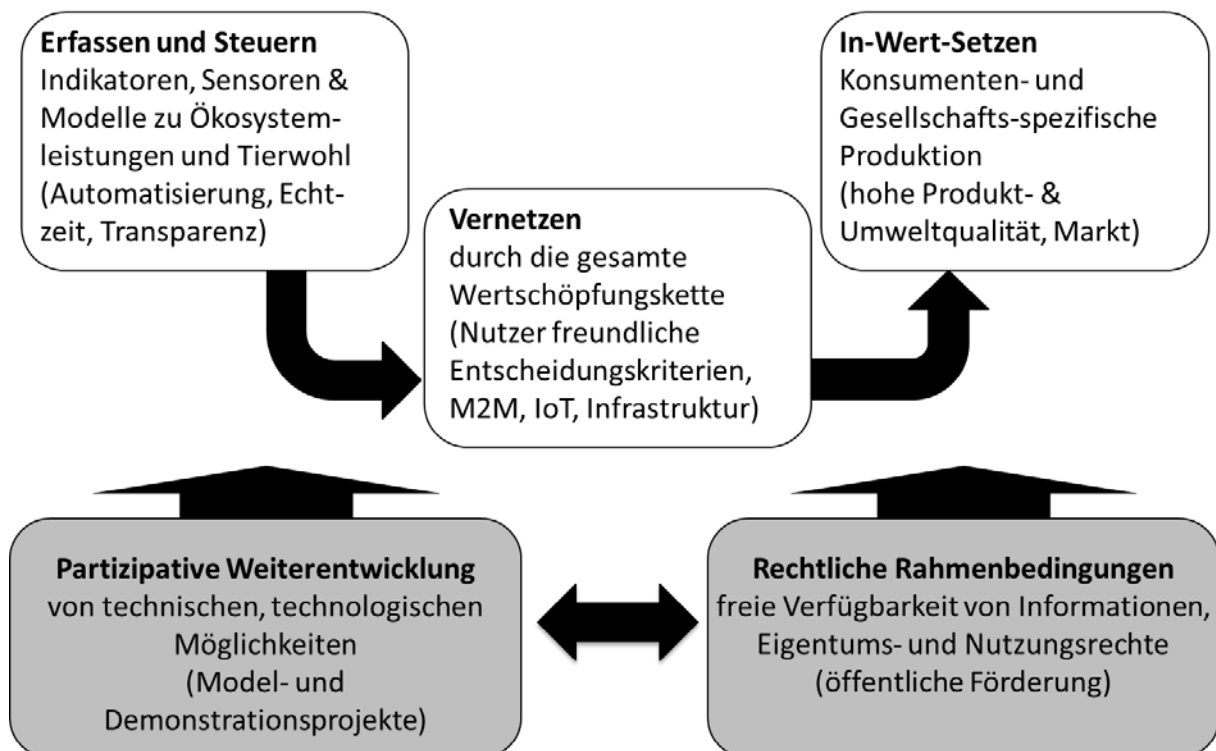 Erfassen und Steuern
Indikatoren, Sensoren &
Modelle zu Ökosystem-
leistungen und Tierwohl
(Automatisierung, Echt-
zeit, Transparenz)
Vernetzen
durch die gesamte
Wertschöpfungskette
(Nutzer freundliche
Entscheidungskriterien,
M2M, IoT, Infrastruktur)
In-Wert-Setzen
Konsumenten- und
Gesellschafts-spezifische
Produktion
(hohe Produkt- &
Umweltqualität, Markt)
Partizipative Weiterentwicklung
von technischen, technologischen
Möglichkeiten
(Model- und
Demonstrationsprojekte)
Rechtliche Rahmenbedingungen
freie Verfügbarkeit von Informationen,
Eigentums- und Nutzungsrechte
(öffentliche Förderung)